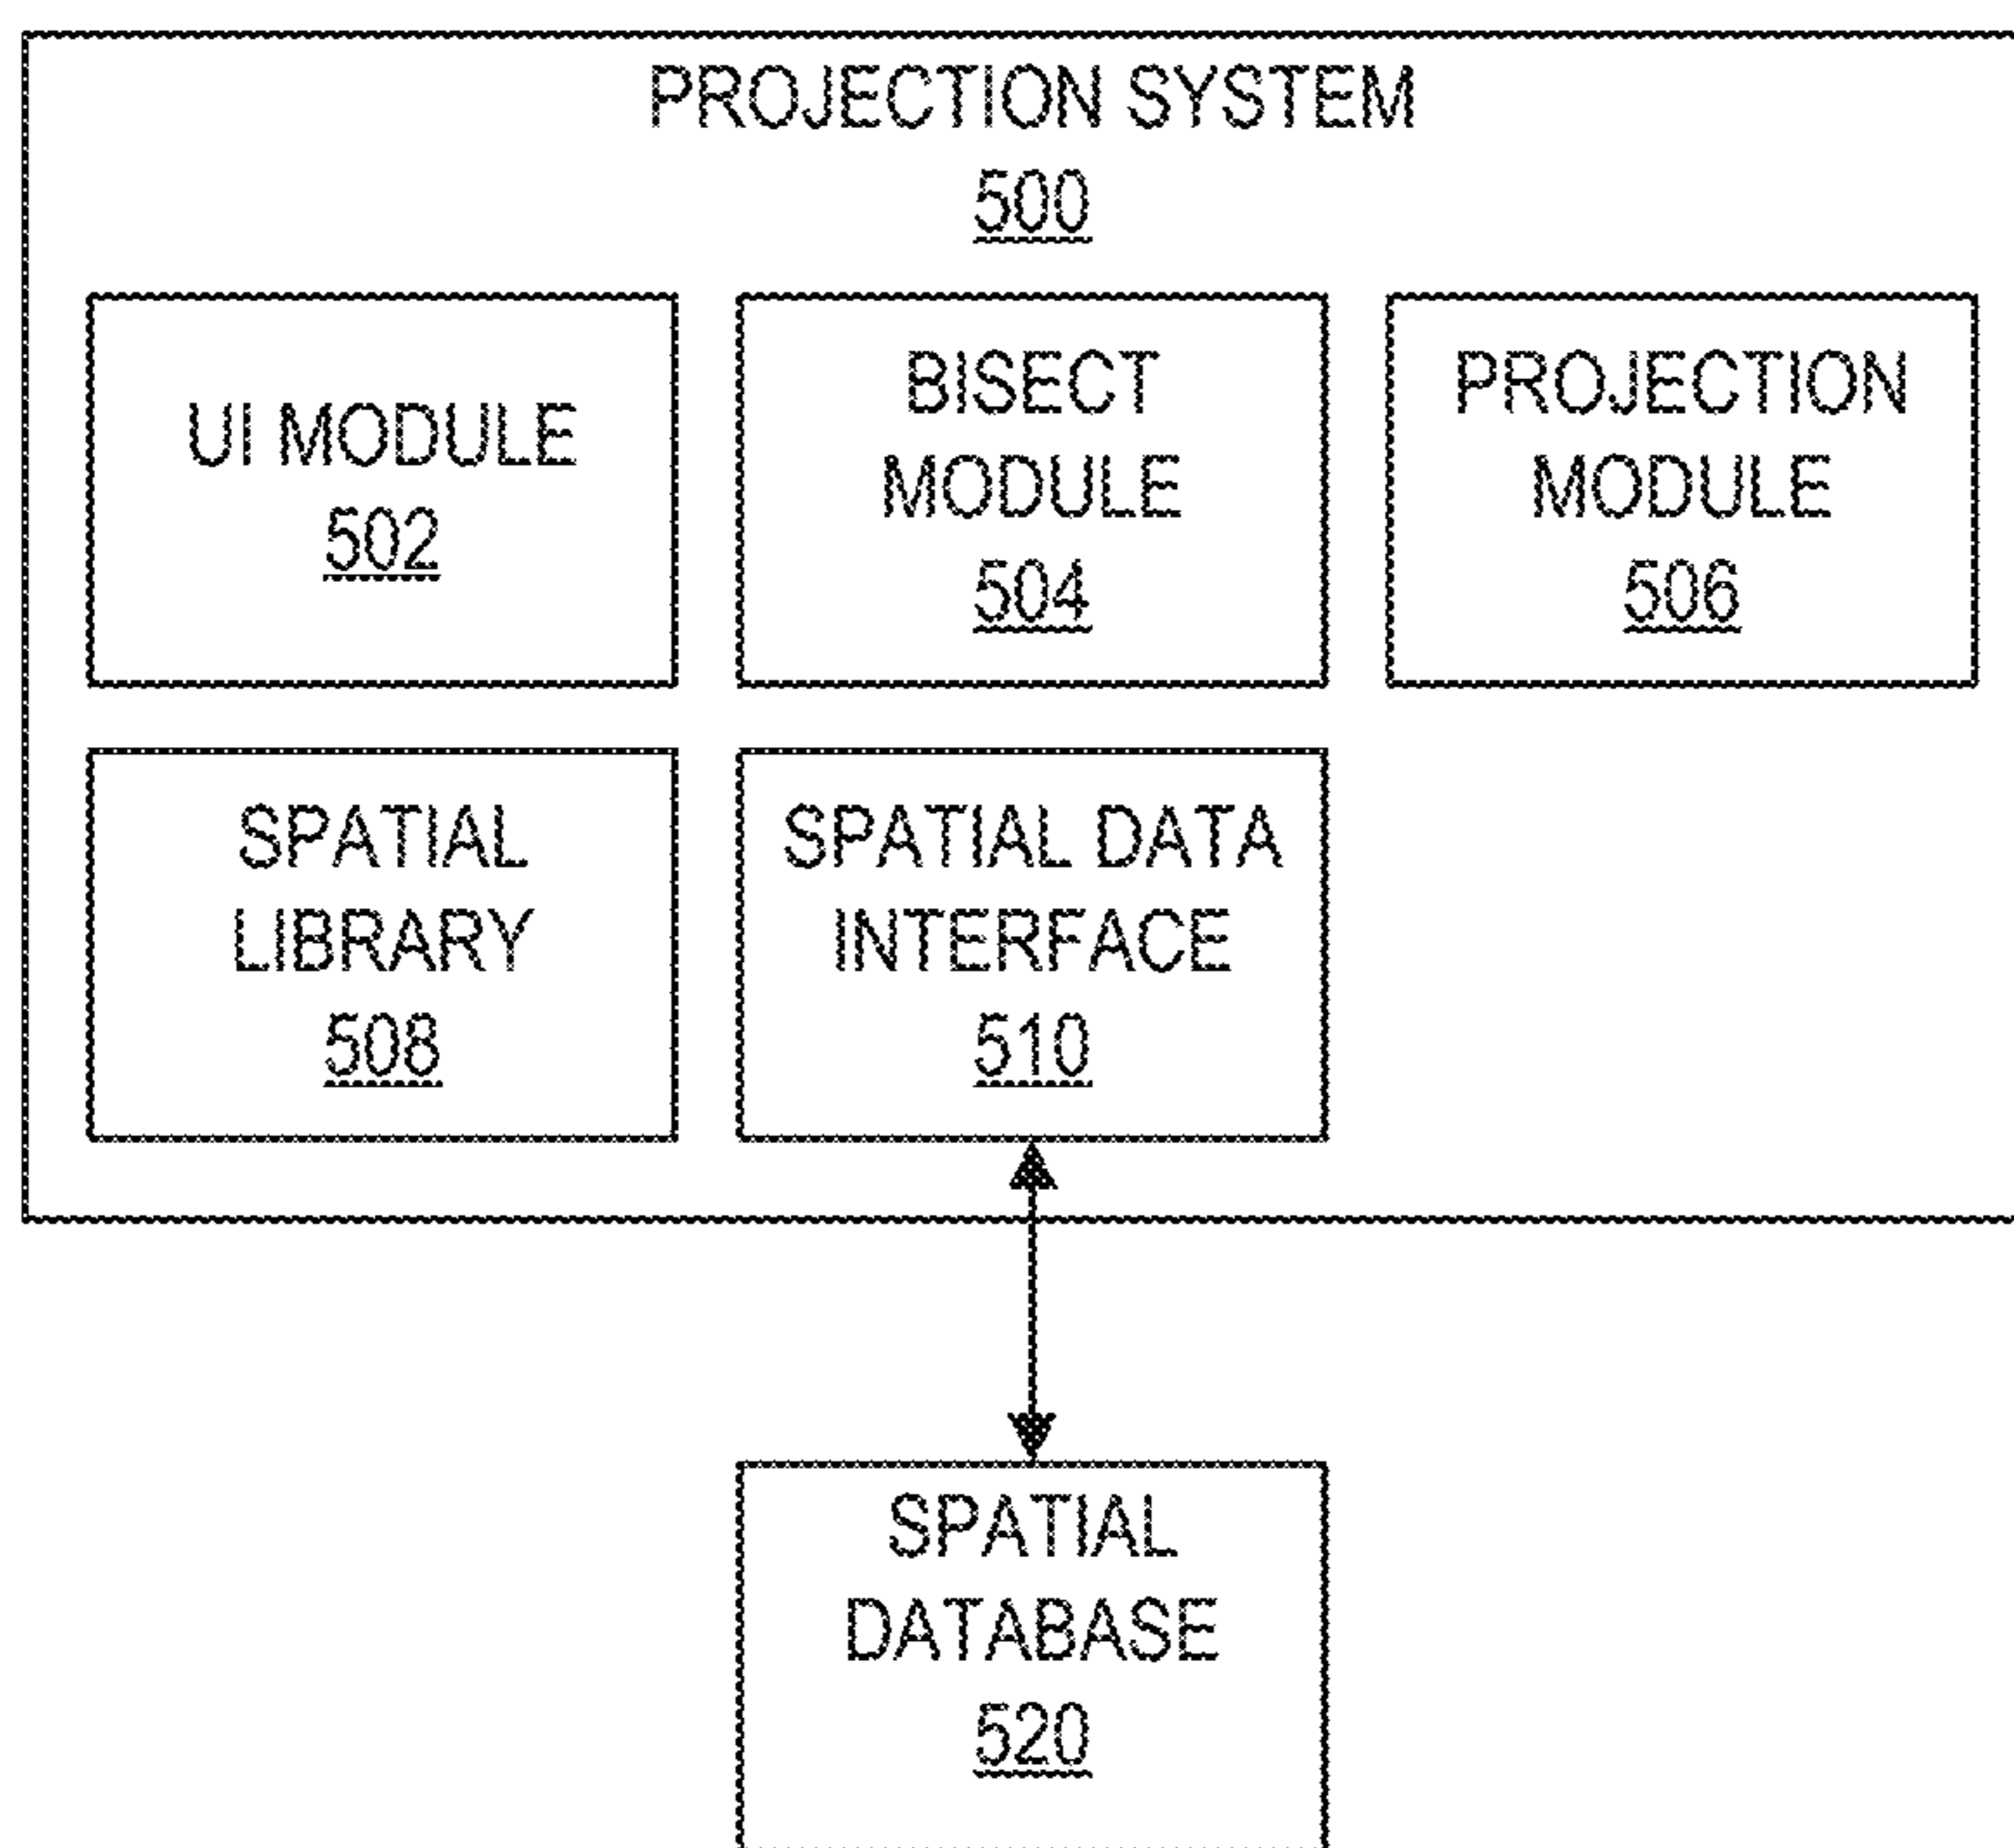 PROJECTION SYSTEM
500
UI MODULE
502
BISECT
MODULE
504
PROJECTION
MODULE
506
SPATIAL
LIBRARY
508
SPATIAL DATA
INTERFACE
510
SPATIAL
DATABASE
520